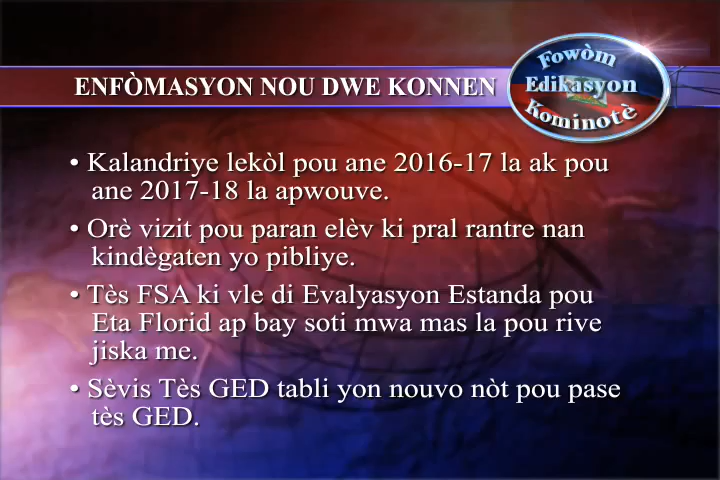 ENFÒMASYON NOU DWE KONNEN
Fowòm
Edikasyon
Kominotè
• Kalandriye lekòl pou ane 2016-17 la ak pou
ane 2017-18 la apwouve.
• Orè vizit pou paran elèv ki pral rantre nan
kindègaten yo pibliye.
• Tès FSA ki vle di Evalyasyon Estanda pou
Eta Florid ap bay soti mwa mas la pou rive
jiska me.
• Sèvis Tès GED tabli yon nouvo nòt pou pase
tès GED.